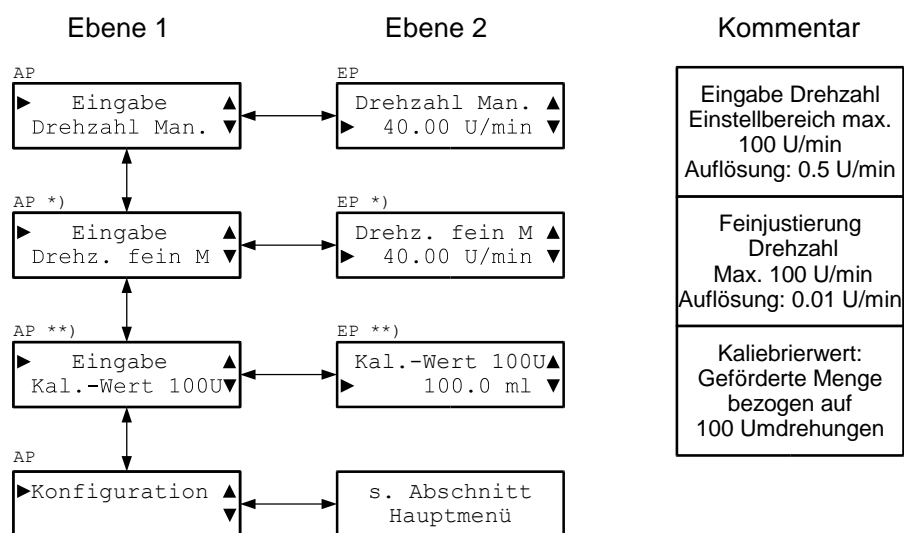 Ebene 1
Ebene 2
Kommentar
AP
▶ Eingabe ▲
Drehzahl Man. ▼
EP
Drehzahl Man. ▲
▶ 40.00 U/min ▼
Eingabe Drehzahl
Einstellbereich max.
100 U/min
Auflösung: 0.5 U/min
AP *)
▶ Eingabe ▲
Drehz. fein M ▼
EP *)
Drehz. fein M ▲
▶ 40.00 U/min ▼
Feinjustierung
Drehzahl
Max. 100 U/min
Auflösung: 0.01 U/min
AP **)
▶ Eingabe ▲
Kal.-Wert 100U▼
EP **)
Kal.-Wert 100U▲
▶ 100.0 ml ▼
Kaliebrierwert:
Geförderte Menge
bezogen auf
100 Umdrehungen
AP
▶Konfiguration ▲
▼
s. Abschnitt
Hauptmenü